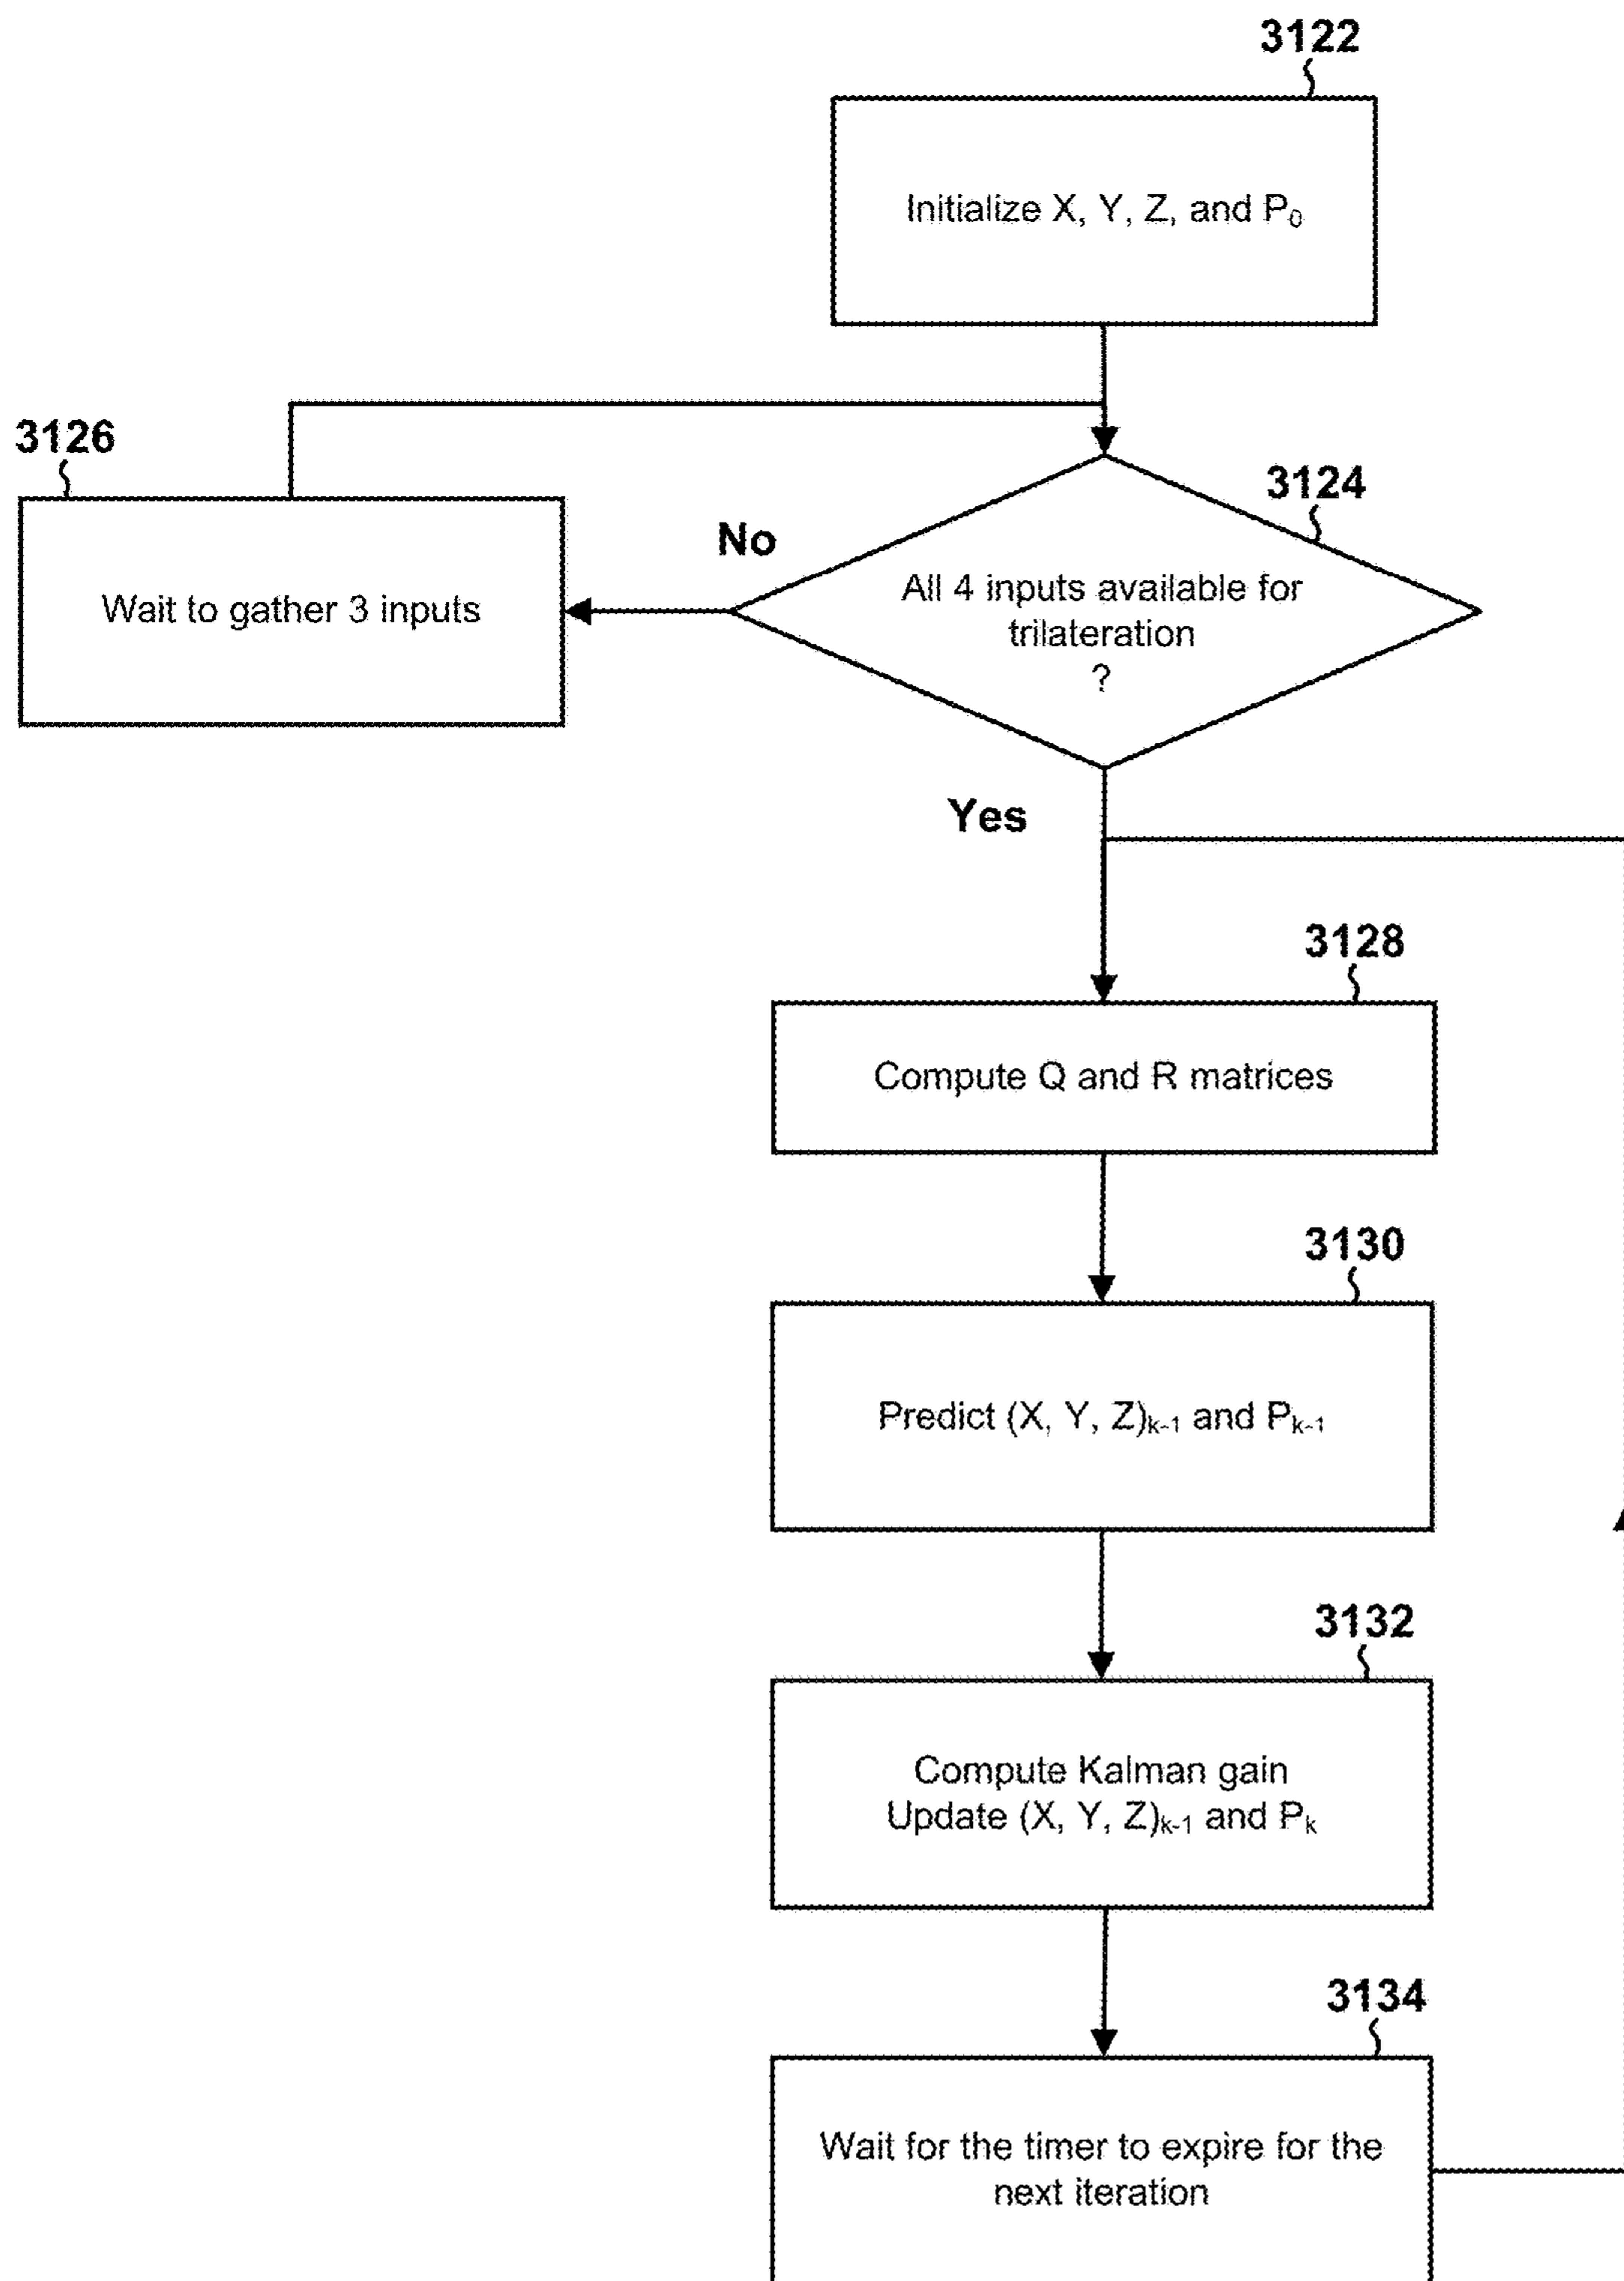 3122
Initialize X, Y, Z, and P₀
3126
3124
No
Wait to gather 3 inputs
All 4 inputs available for
trilateration
?
Yes
3128
Compute Q and R matrices
3130
Predict (X, Y, Z)ₖ₋₁ and Pₖ₋₁
3132
Compute Kalman gain
Update (X, Y, Z)ₖ₋₁ and Pₖ
3134
Wait for the timer to expire for the
next iteration